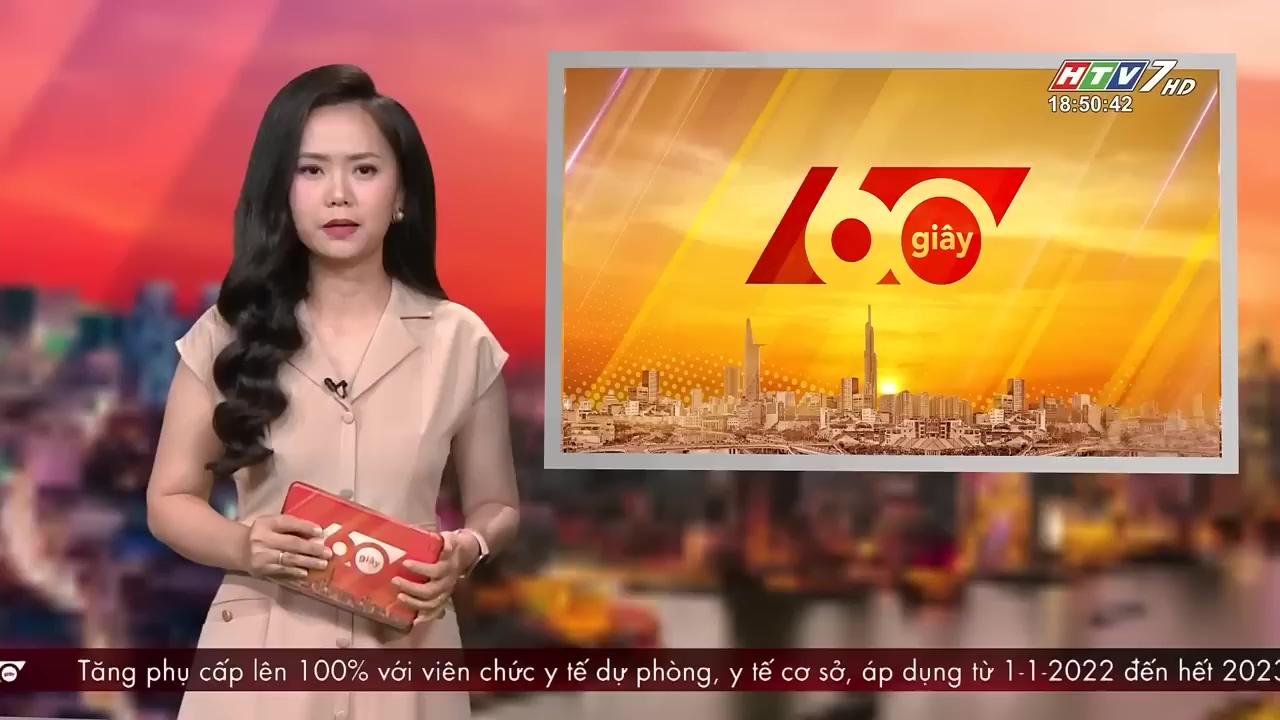 HTV7 HD
18:50:42
60 giây
60 giây
Tăng phụ cấp lên 100% với viên chức y tế dự phòng, y tế cơ sở, áp dụng từ 1-1-2022 đến hết 2023